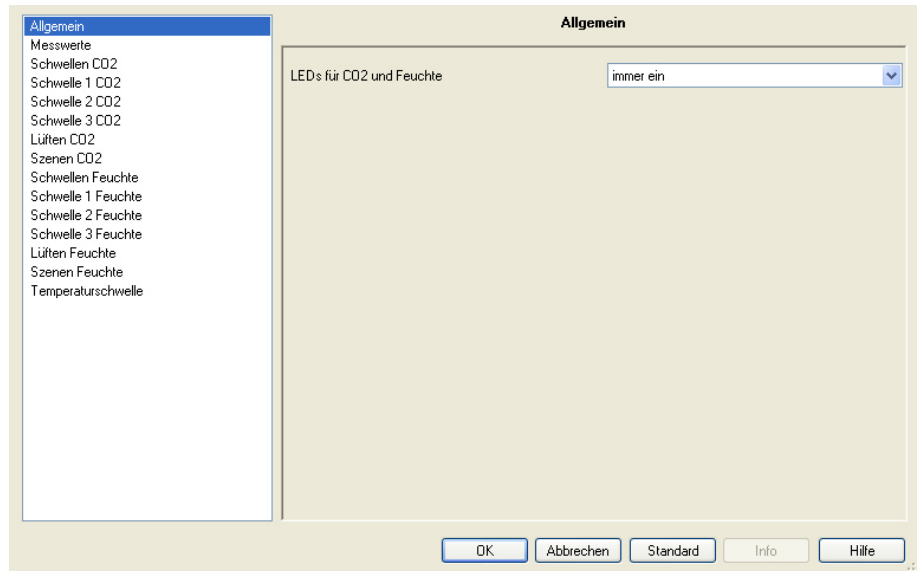 Allgemein
Messwerte
Schwellen CO2
Schwelle 1 CO2
Schwelle 2 CO2
Schwelle 3 CO2
Lüften CO2
Szenen CO2
Schwellen Feuchte
Schwelle 1 Feuchte
Schwelle 2 Feuchte
Schwelle 3 Feuchte
Lüften Feuchte
Szenen Feuchte
Temperaturschwelle
Allgemein
LEDs für CO2 und Feuchte immer ein
OK Abbrechen Standard Info Hilfe